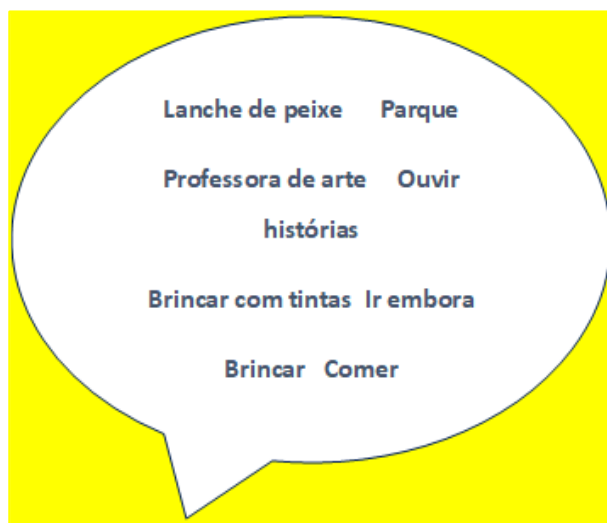 Lanche de peixe Parque
Professora de arte Ouvir
histórias
Brincar com tintas Ir embora
Brincar Comer